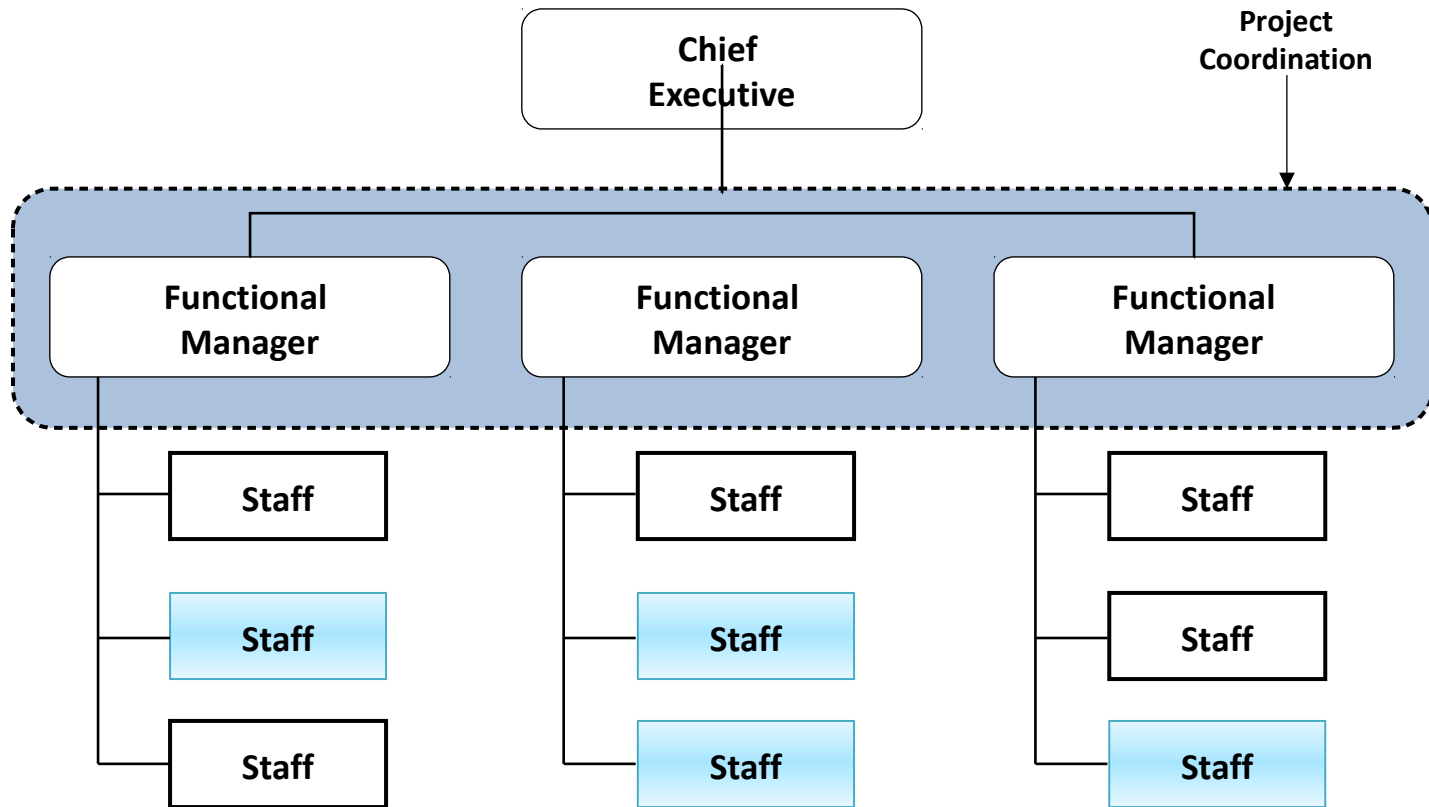 Chief
Executive
Project
Coordination
Functional
Manager
Functional
Manager
Functional
Manager
Staff
Staff
Staff
Staff
Staff
Staff
Staff
Staff
Staff